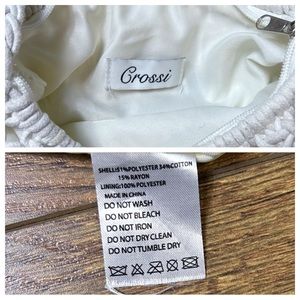 Crossi
SHELL:51%POLYESTER 34%COTTON
15% RAYON
LINING:100% POLYESTER
MADE IN CHINA
DO NOT WASH
DO NOT BLEACH
DO NOT IRON
DO NOT DRY CLEAN
DO NOT TUMBLE DRY